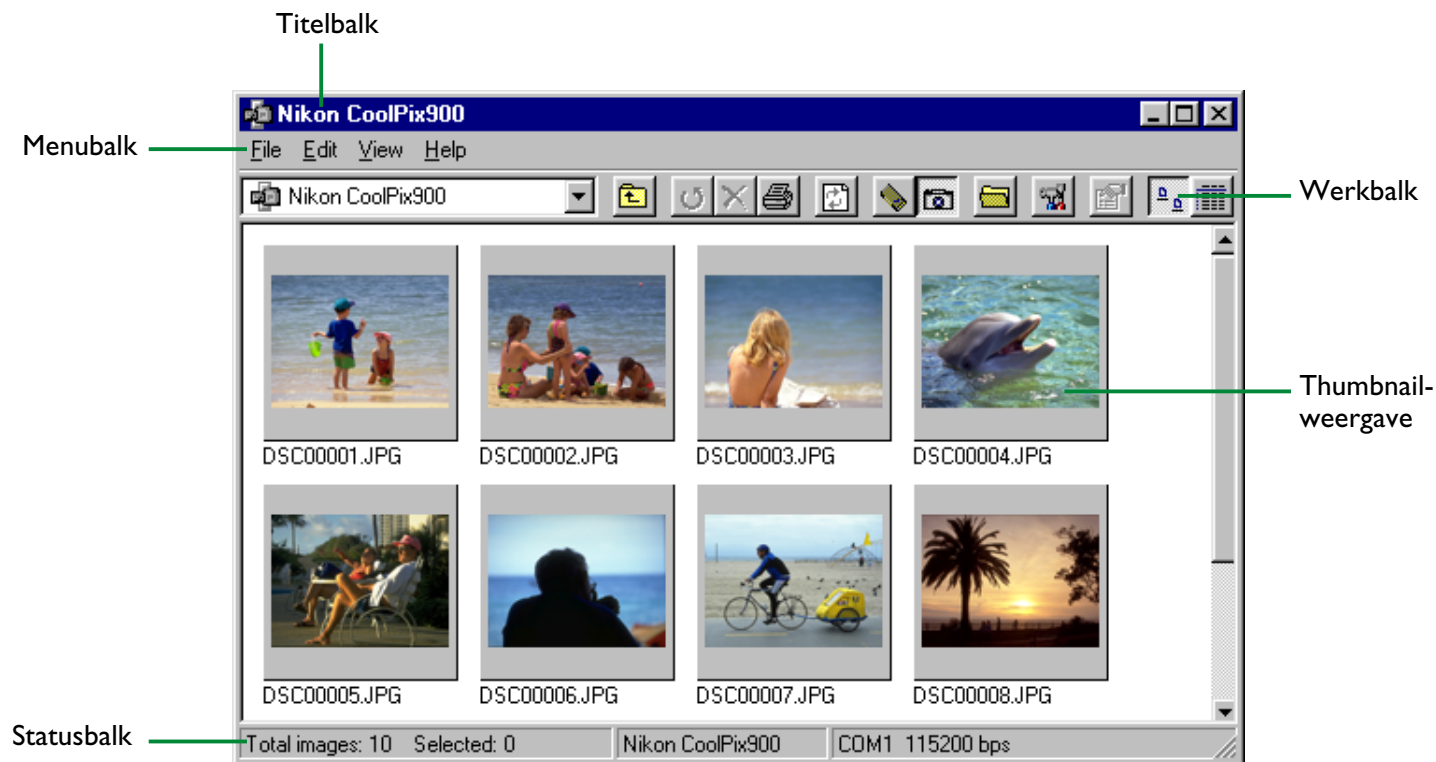 Titelbalk
Nikon CoolPix900
Menubalk
File Edit View Help
Nikon CoolPix900
Werkbalk
DSC00001.JPG DSC00002.JPG DSC00003.JPG DSC00004.JPG
Thumbnail-
weergave
DSC00005.JPG DSC00006.JPG DSC00007.JPG DSC00008.JPG
Statusbalk
Total images: 10 Selected: 0 Nikon CoolPix900 COM1 115200 bps